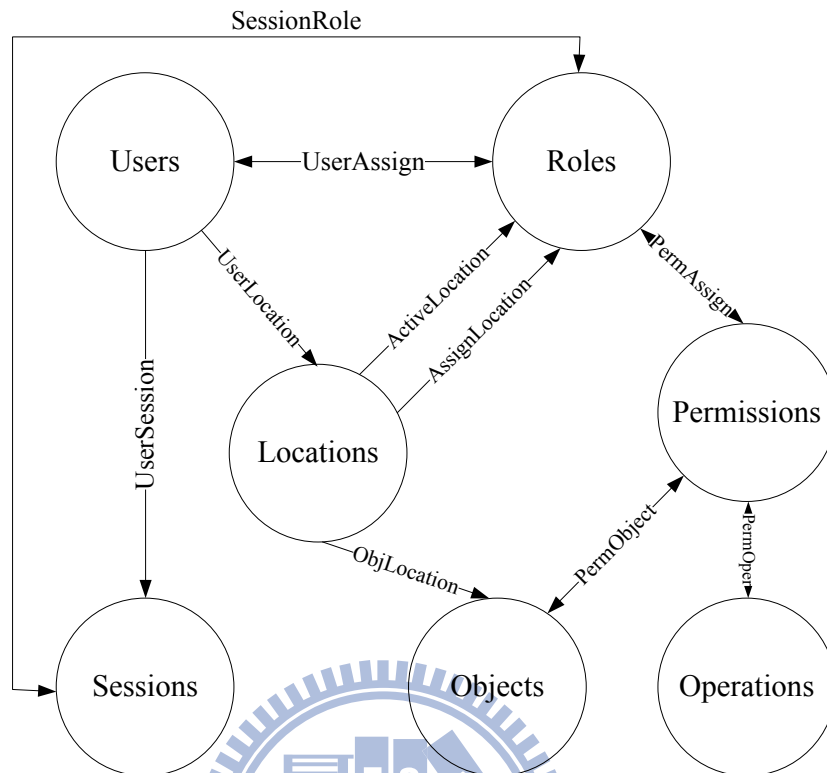 SessionRole
Users
UserAssign
Roles
UserLocation
ActiveLocation
AssignLocation
PermAssign
UserSession
Locations
Permissions
ObjLocation
PermObject
PermOper
Sessions
Objects
Operations